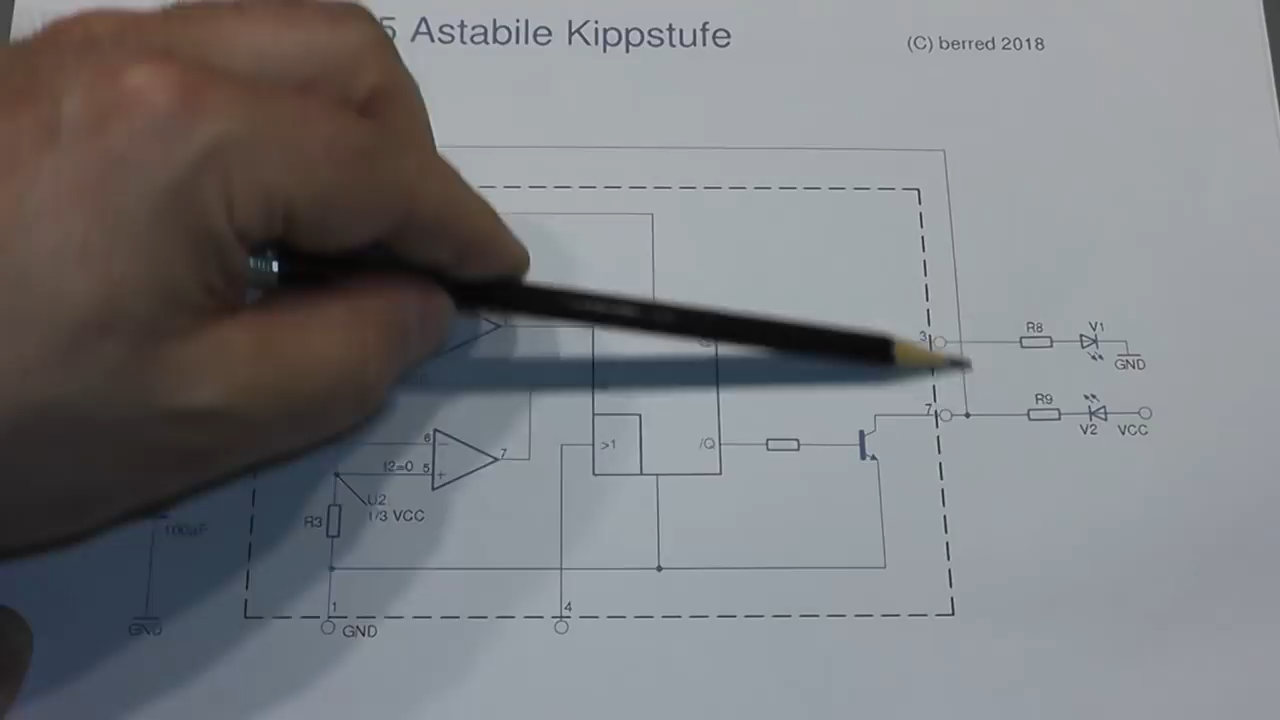 5 Astabile Kippstufe
(C) berred 2018
3
R8
V1
GND
7
R9
V2
VCC
6
7
I2=0 5
>1
/Q
U2
1/3 VCC
R3
100uF
1
4
GND
GND